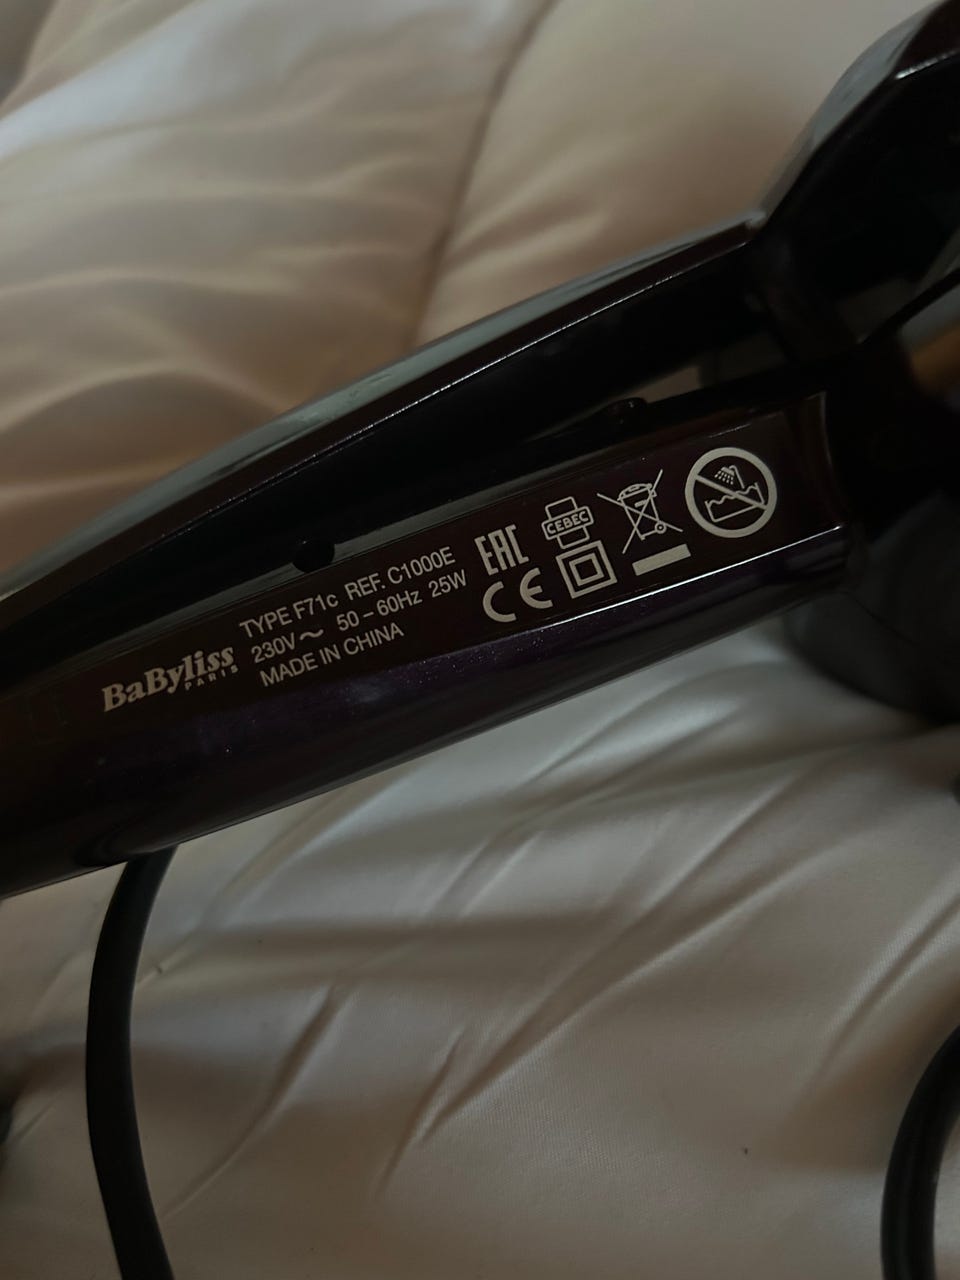 BaByliss
PARIS
TYPE F71c REF. C1000E
230V~ 50-60Hz 25W
MADE IN CHINA
EAC
CE
CEBEC